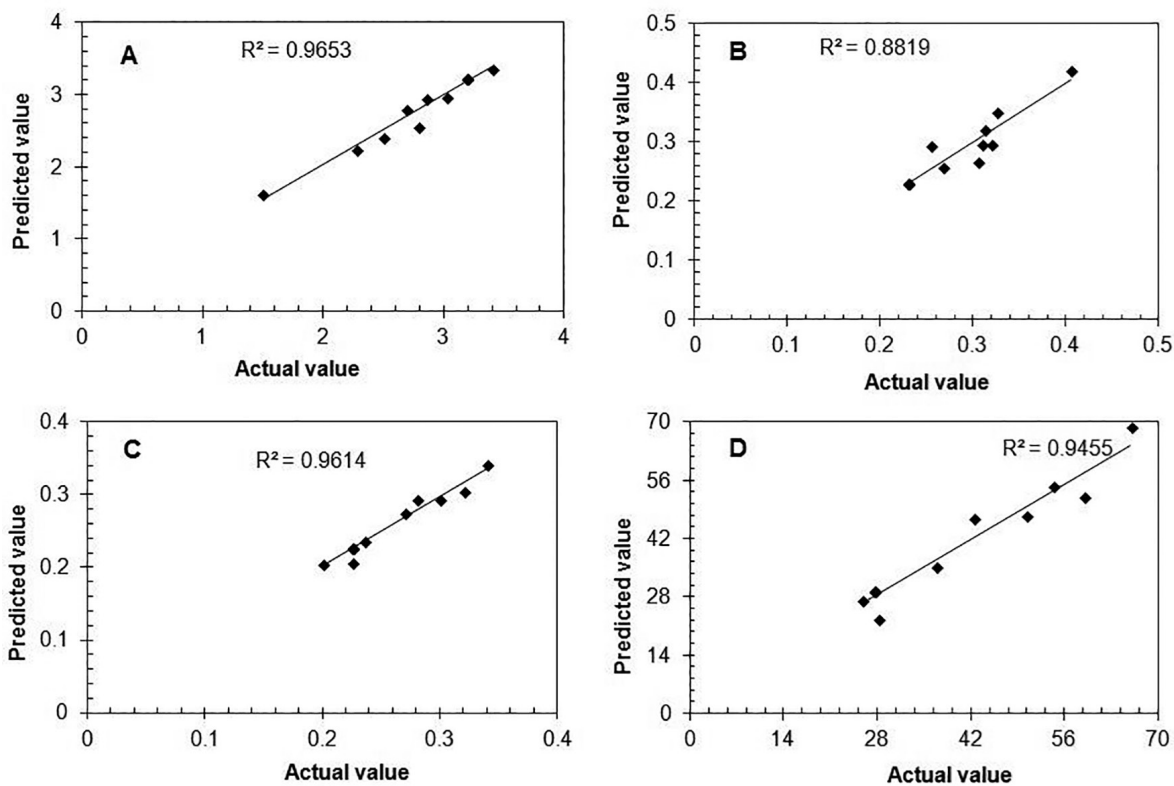 A
R² = 0.9653
4
3
2
1
0
0 1 2 3 4
Predicted value
Actual value
B
R² = 0.8819
0.5
0.4
0.3
0.2
0.1
0
0 0.1 0.2 0.3 0.4 0.5
Predicted value
Actual value
C
R² = 0.9614
0.4
0.3
0.2
0.1
0
0 0.1 0.2 0.3 0.4
Predicted value
Actual value
D
R² = 0.9455
70
56
42
28
14
0
0 14 28 42 56 70
Predicted value
Actual value